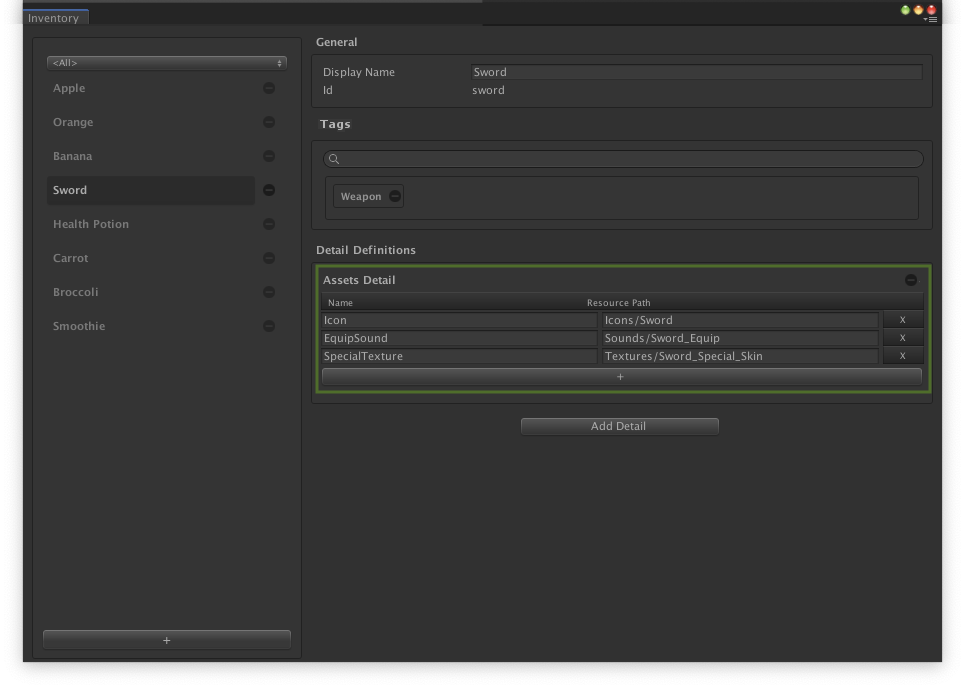 Inventory
<All>
Apple
Orange
Banana
Sword
Health Potion
Carrot
Broccoli
Smoothie
+
General
Display Name Sword
Id sword
Tags
Weapon
Detail Definitions
Assets Detail
Name Resource Path
Icon Icons/Sword X
EquipSound Sounds/Sword_Equip X
SpecialTexture Textures/Sword_Special_Skin X
+
Add Detail